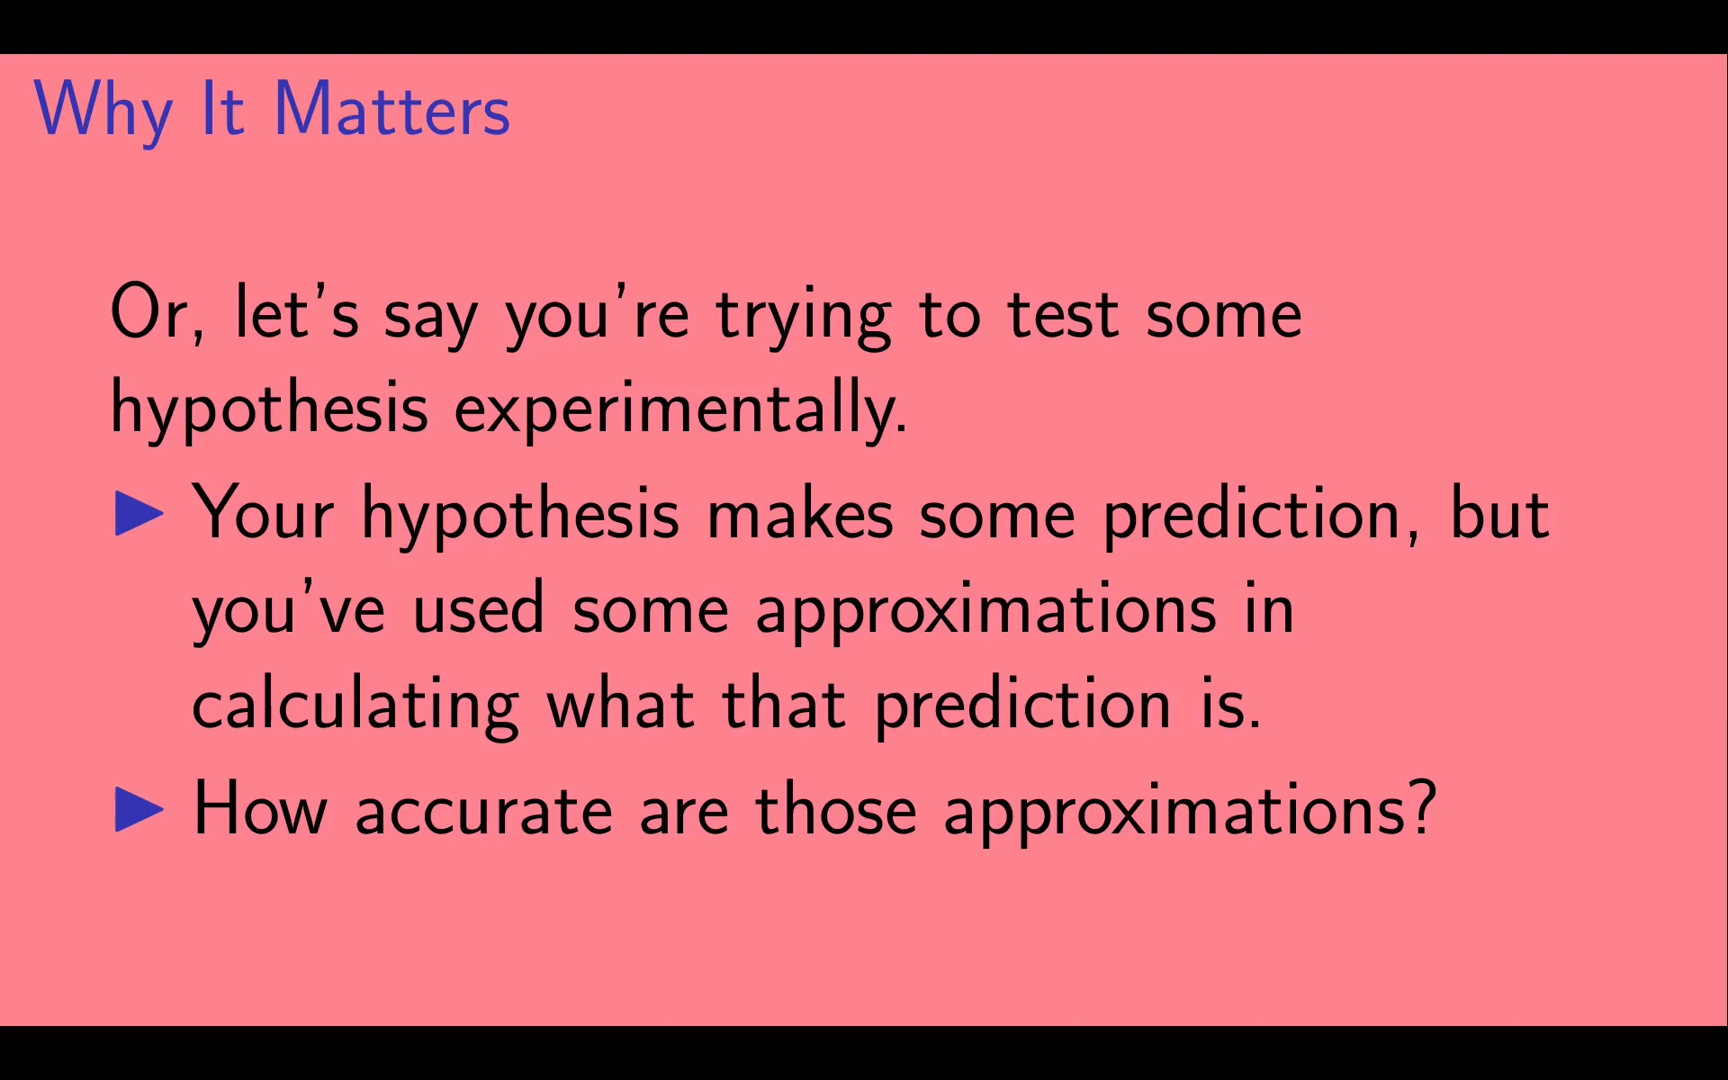 Why It Matters
Or, let's say you're trying to test some
hypothesis experimentally.
Your hypothesis makes some prediction, but
you've used some approximations in
calculating what that prediction is.
How accurate are those approximations?